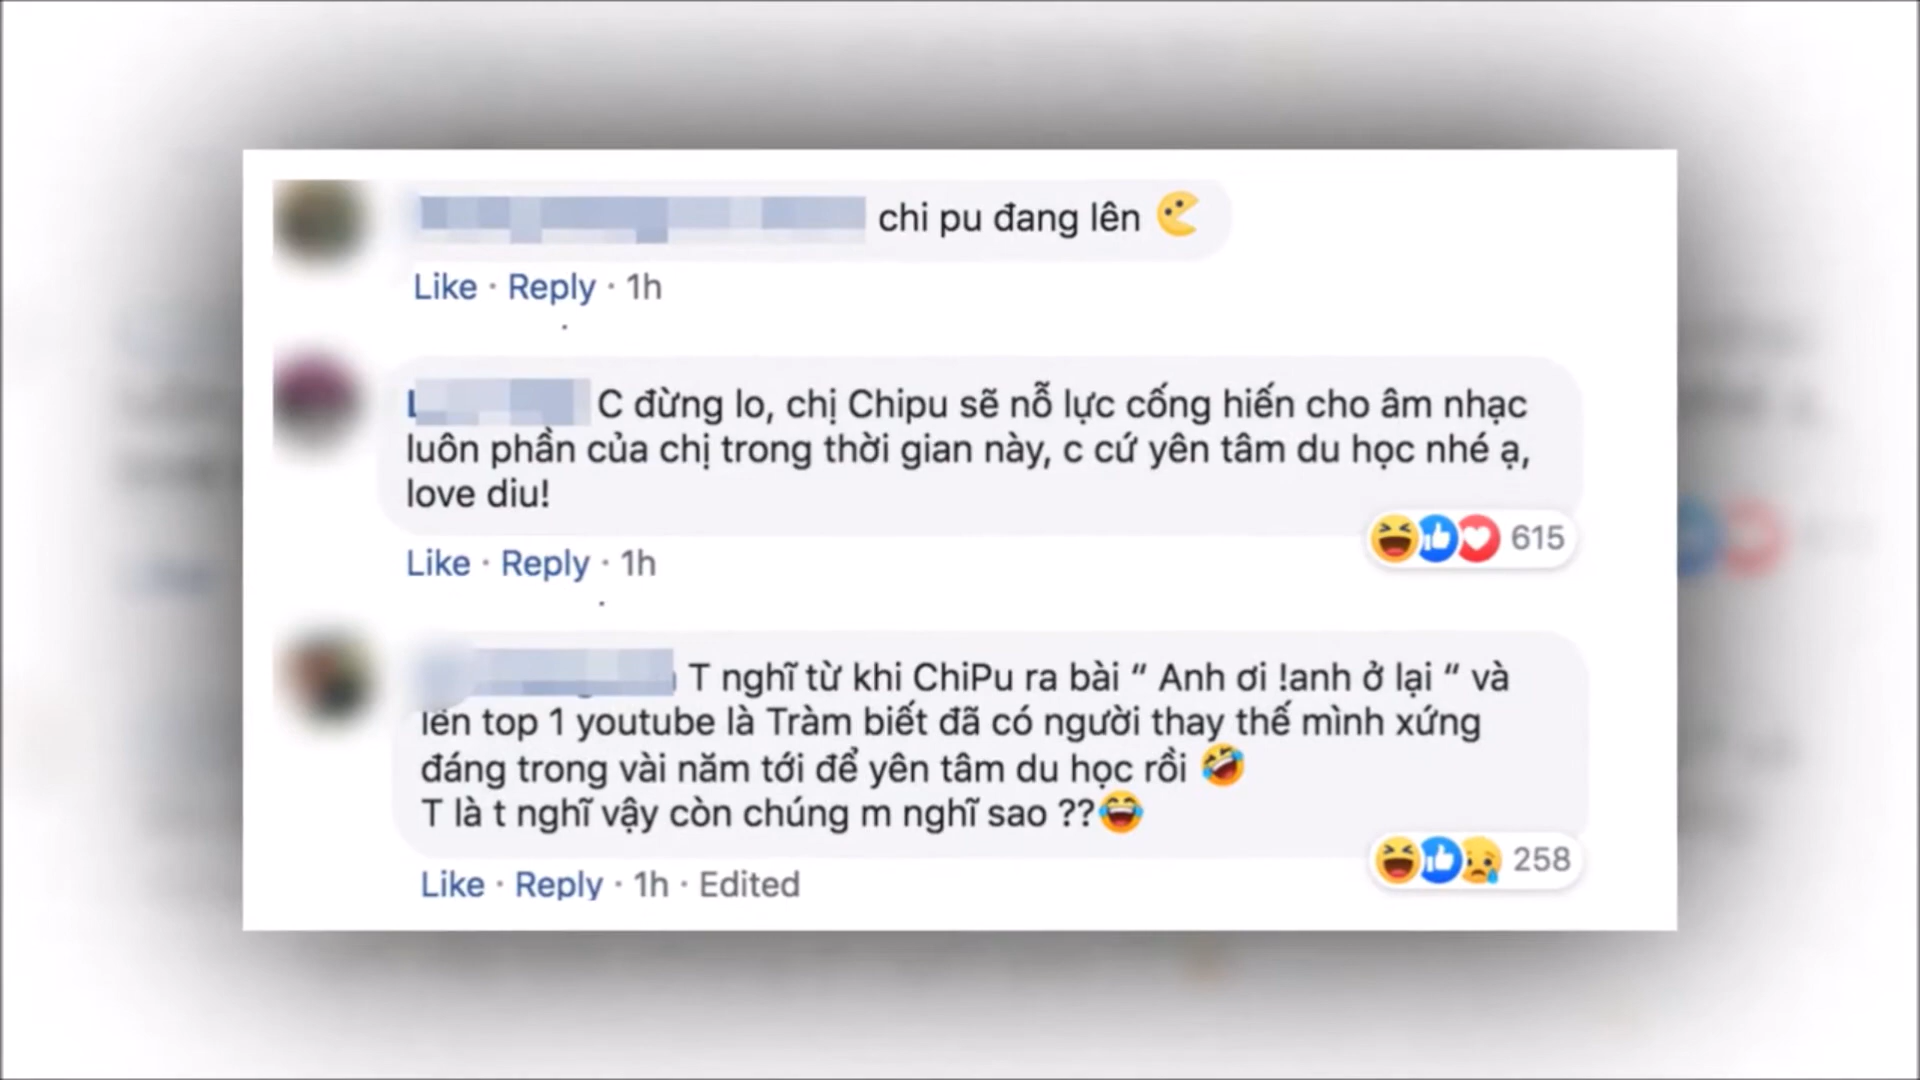 chi pu đang lên
Like · Reply · 1h
C đừng lo, chị Chipu sẽ nỗ lực cống hiến cho âm nhạc
luôn phần của chị trong thời gian này, c cứ yên tâm du học nhé ạ,
love diu!
615
Like · Reply · 1h
T nghĩ từ khi ChiPu ra bài “ Anh ơi !anh ở lại “ và
lên top 1 youtube là Tràm biết đã có người thay thế mình xứng
đáng trong vài năm tới để yên tâm du học rồi 🤣
T là t nghĩ vậy còn chúng m nghĩ sao ??😂
258
Like · Reply · 1h · Edited